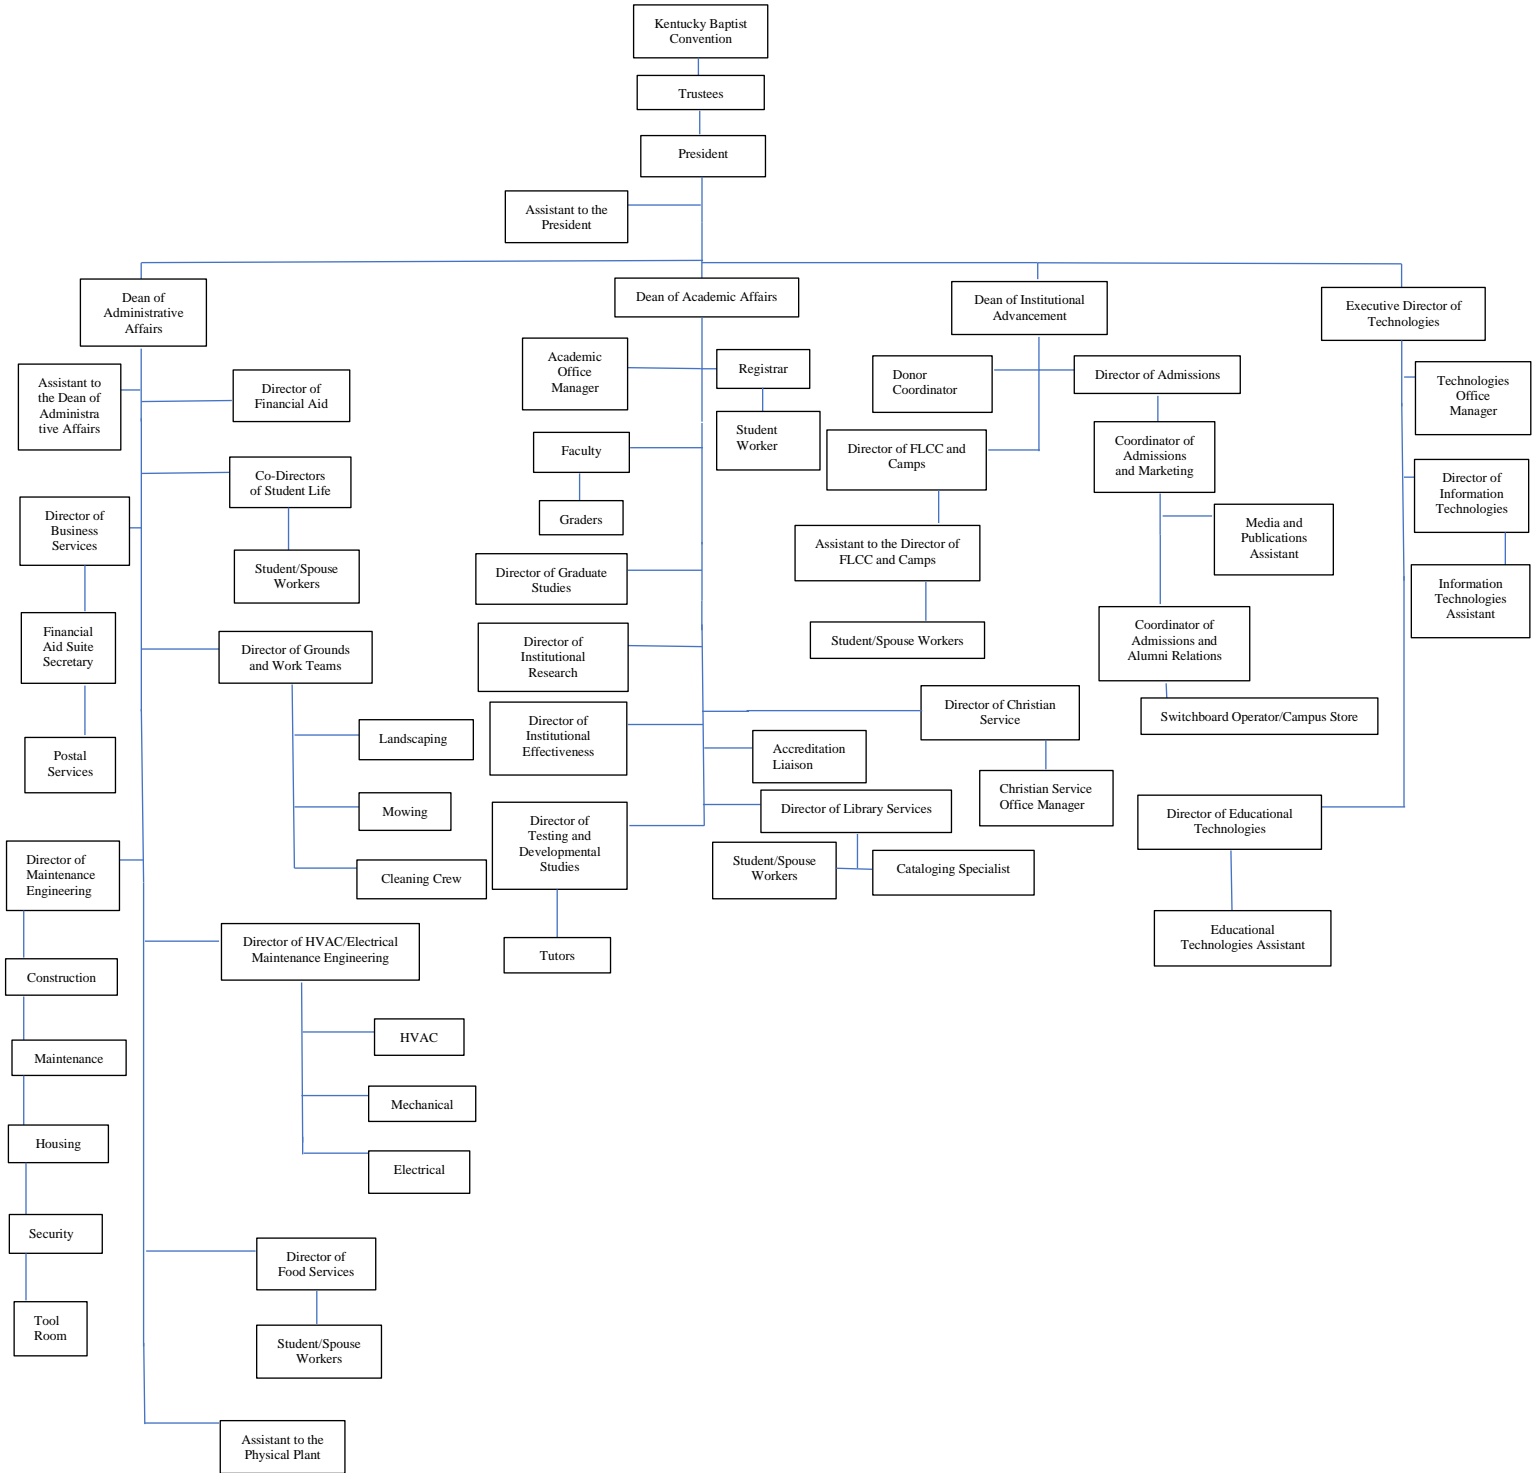 Kentucky Baptist
Convention
Trustees
President
Assistant to the
President
Dean of
Administrative
Affairs
Dean of Academic Affairs
Dean of Institutional
Advancement
Executive Director of
Technologies
Assistant to
the Dean of
Administra
tive Affairs
Director of
Financial Aid
Co-Directors
of Student Life
Student/Spouse
Workers
Director of
Business
Services
Financial
Aid Suite
Secretary
Postal
Services
Director of Grounds
and Work Teams
Landscaping
Mowing
Cleaning Crew
Director of
Maintenance
Engineering
Construction
Maintenance
Housing
Security
Tool
Room
Director of HVAC/Electrical
Maintenance Engineering
HVAC
Mechanical
Electrical
Director of
Food Services
Student/Spouse
Workers
Assistant to the
Physical Plant
Academic
Office
Manager
Registrar
Student
Worker
Faculty
Graders
Director of Graduate
Studies
Director of
Institutional
Research
Director of
Institutional
Effectiveness
Director of
Testing and
Developmental
Studies
Tutors
Director of Christian
Service
Christian Service
Office Manager
Accreditation
Liaison
Director of Library Services
Student/Spouse
Workers
Cataloging Specialist
Donor
Coordinator
Director of Admissions
Director of FLCC and
Camps
Assistant to the Director of
FLCC and Camps
Student/Spouse Workers
Coordinator of
Admissions
and Marketing
Media and
Publications
Assistant
Coordinator of
Admissions and
Alumni Relations
Switchboard Operator/Campus Store
Technologies
Office
Manager
Director of
Information
Technologies
Information
Technologies
Assistant
Director of Educational
Technologies
Educational
Technologies Assistant